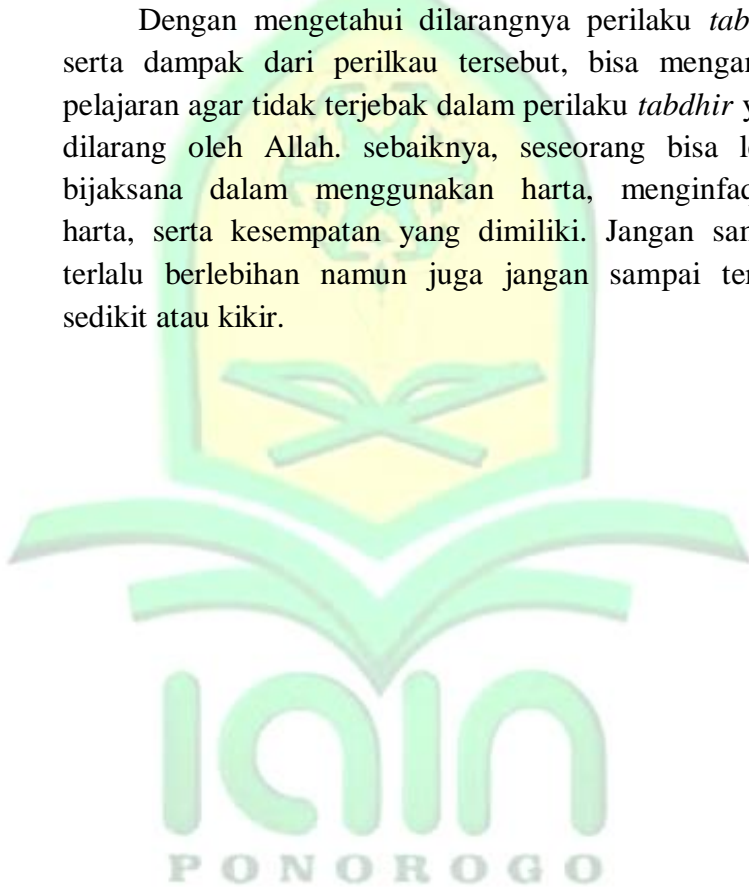 Dengan mengetahui dilarangnya perilaku
serta dampak dari perilkau tersebut, bisa
pelajaran agar tidak terjebak dalam perilaku tabdhir
dilarang oleh Allah. sebaiknya, seseorang bisa
bijaksana dalam menggunakan harta,
harta, serta kesempatan yang dimiliki. Jangan
terlalu berlebihan namun juga jangan sampai
sedikit atau kikir.
iain
PONOROGO